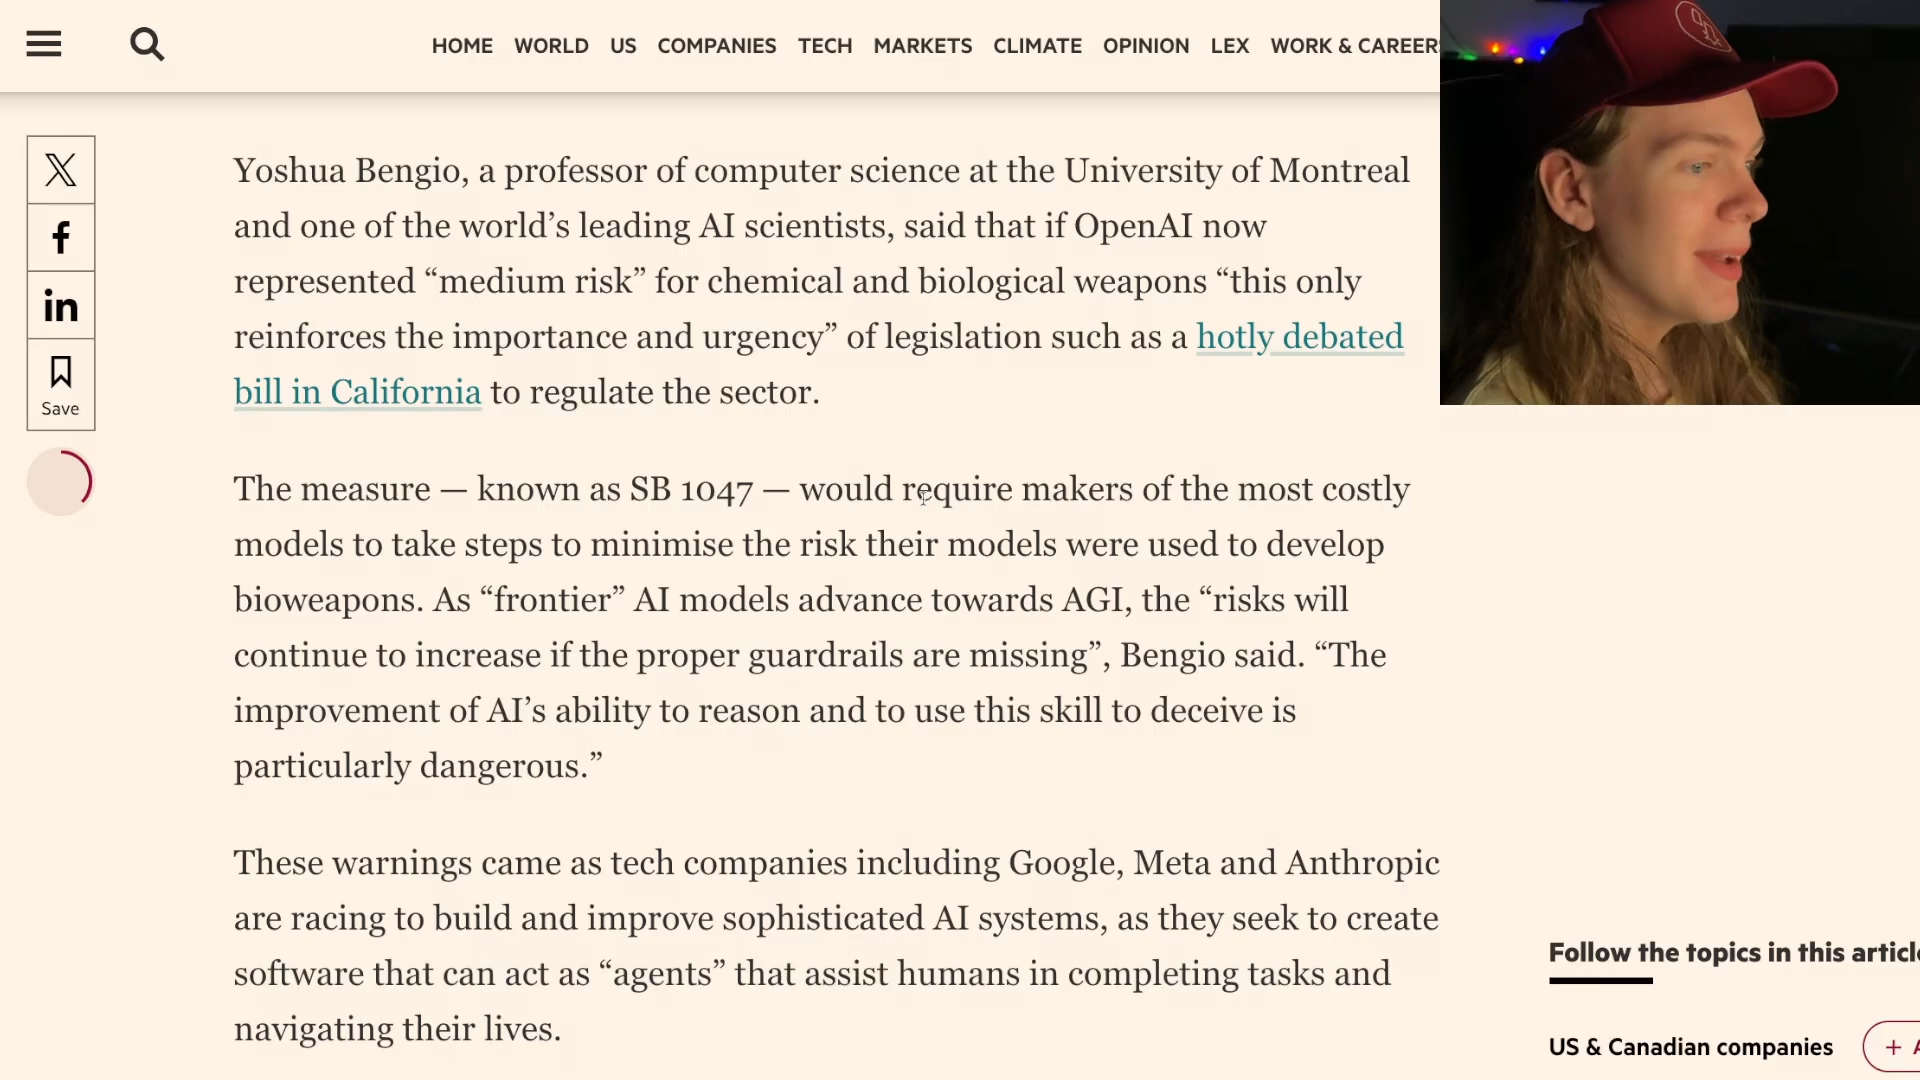 HOME WORLD US COMPANIES TECH MARKETS CLIMATE OPINION LEX WORK & CAREERS
Yoshua Bengio, a professor of computer science at the University of Montreal
and one of the world’s leading AI scientists, said that if OpenAI now
represented “medium risk” for chemical and biological weapons “this only
reinforces the importance and urgency” of legislation such as a hotly debated
bill in California to regulate the sector.
Save
The measure — known as SB 1047 — would require makers of the most costly
models to take steps to minimise the risk their models were used to develop
bioweapons. As “frontier” AI models advance towards AGI, the “risks will
continue to increase if the proper guardrails are missing”, Bengio said. “The
improvement of AI’s ability to reason and to use this skill to deceive is
particularly dangerous.”
These warnings came as tech companies including Google, Meta and Anthropic
are racing to build and improve sophisticated AI systems, as they seek to create
software that can act as “agents” that assist humans in completing tasks and
navigating their lives.
Follow the topics in this article
US & Canadian companies
+ A